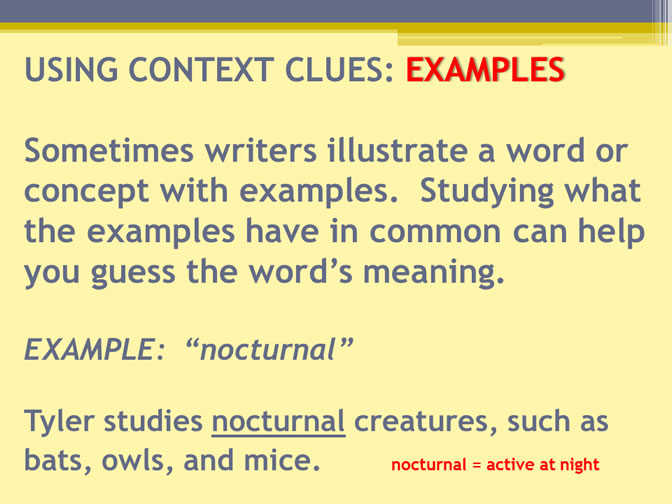 USING CONTEXT CLUES: EXAMPLES
Sometimes writers illustrate a word or
concept with examples.  Studying what
the examples have in common can help
you guess the word’s meaning.
EXAMPLE:  “nocturnal”
Tyler studies nocturnal creatures, such as
bats, owls, and mice.
nocturnal = active at night